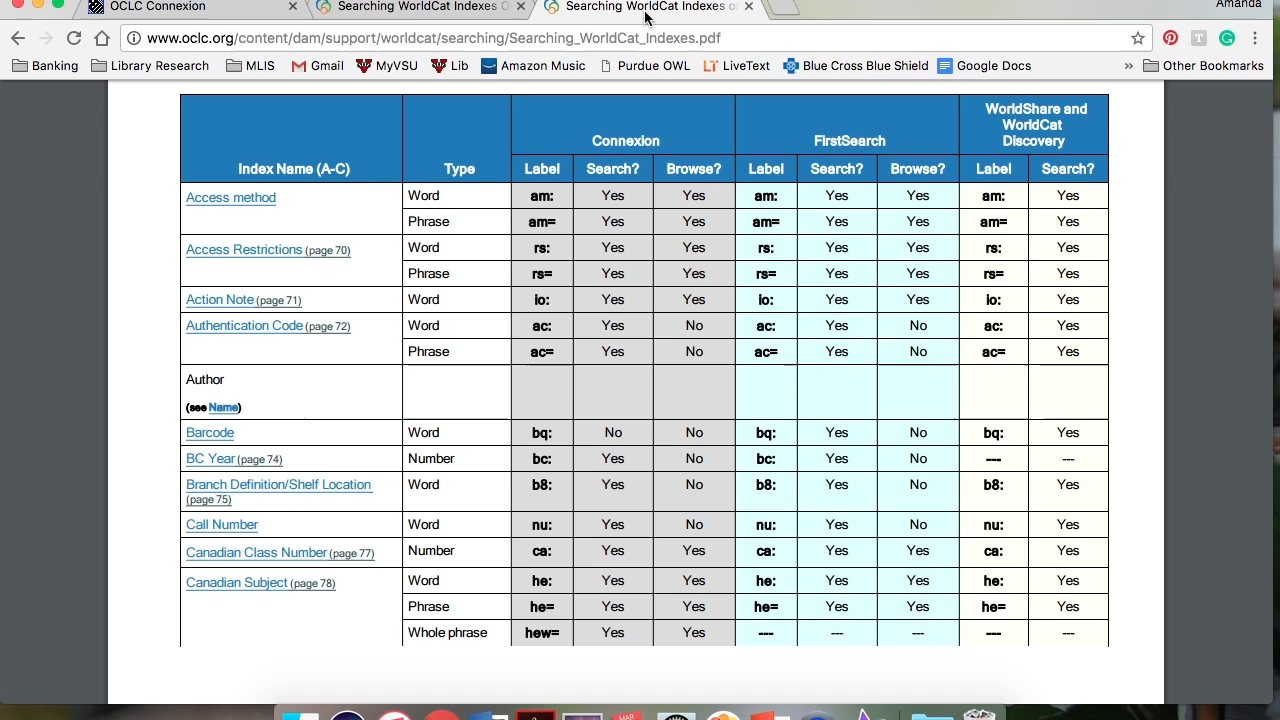 OCLC Connexion
Searching WorldCat Indexes O
Searching WorldCat Indexes or
Amanda
www.oclc.org/content/dam/support/worldcat/searching/Searching_WorldCat_Indexes.pdf
Banking Library Research MLIS Gmail MyVSU Lib Amazon Music Purdue OWL LiveText Blue Cross Blue Shield Google Docs » Other Bookmarks
Index Name (A-C) Type Connexion FirstSearch WorldShare and
WorldCat
Discovery
Label Search? Browse? Label Search? Browse? Label Search?
Access method Word am: Yes Yes am: Yes Yes am: Yes
Phrase am= Yes Yes am= Yes Yes am= Yes
Access Restrictions (page 70) Word rs: Yes Yes rs: Yes Yes rs: Yes
Phrase rs= Yes Yes rs= Yes Yes rs= Yes
Action Note (page 71) Word io: Yes Yes io: Yes Yes io: Yes
Authentication Code (page 72) Word ac: Yes No ac: Yes No ac: Yes
Phrase ac= Yes No ac= Yes No ac= Yes
Author
(see Name)
Barcode Word bq: No No bq: Yes No bq: Yes
BC Year (page 74) Number bc: Yes No bc: Yes No --- ---
Branch Definition/Shelf Location Word b8: Yes No b8: Yes No b8: Yes
(page 75)
Call Number Word nu: Yes No nu: Yes No nu: Yes
Canadian Class Number (page 77) Number ca: Yes Yes ca: Yes Yes ca: Yes
Canadian Subject (page 78) Word he: Yes Yes he: Yes Yes he: Yes
Phrase he= Yes Yes he= Yes Yes he= Yes
Whole phrase hew= Yes Yes --- --- --- --- ---
MAR